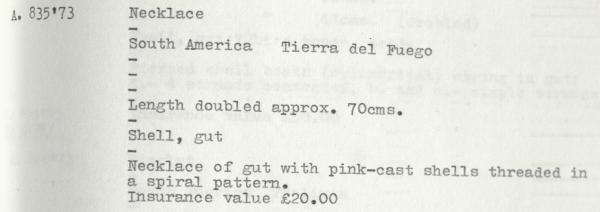 A. 835'73 Necklace
-
South America Tierra del Fuego
-
-
-
Length doubled approx. 70cms.
-
Shell, gut
-
Necklace of gut with pink-cast shells threaded in
a spiral pattern.
Insurance value £20.00